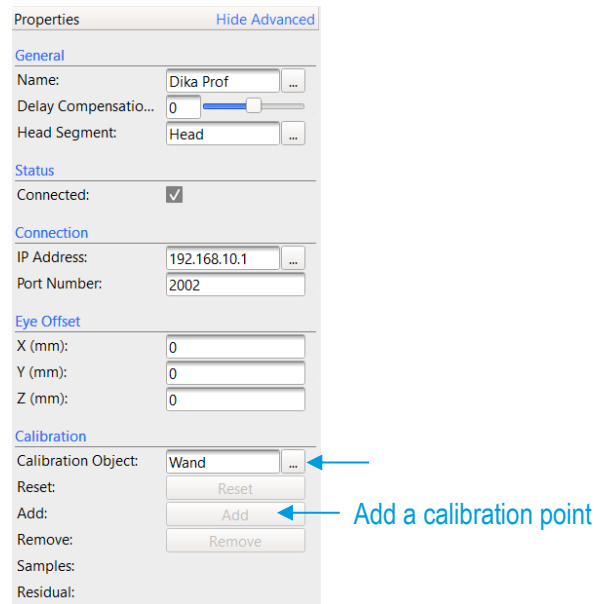 Properties Hide Advanced
General
Name: Dika Prof ...
Delay Compensatio... 0
Head Segment: Head ...
Status
Connected:
Connection
IP Address: 192.168.10.1 ...
Port Number: 2002
Eye Offset
X (mm): 0
Y (mm): 0
Z (mm): 0
Calibration
Calibration Object: Wand ...
Reset: Reset
Add: Add Add a calibration point
Remove: Remove
Samples:
Residual: